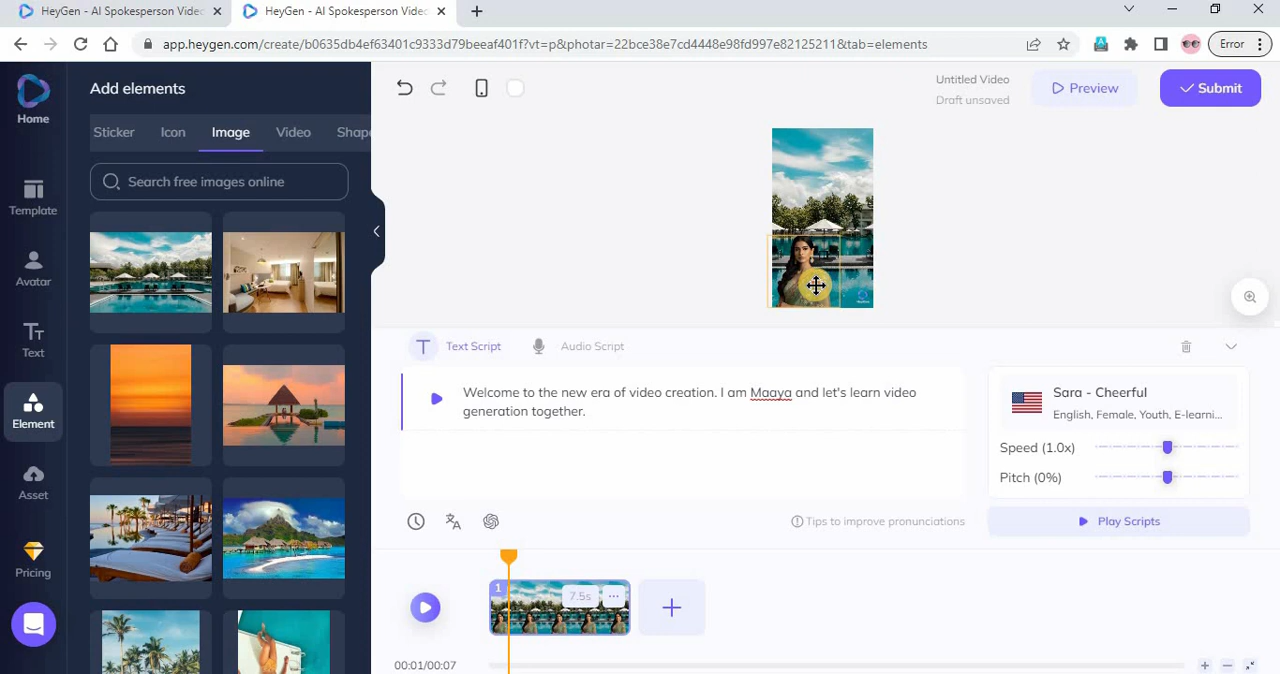 HeyGen - AI Spokesperson Video
HeyGen - AI Spokesperson Video
app.heygen.com/create/b0635db4ef63401c9333d79beeaf401f?vt=p&photar=22bce38e7cd4448e98fd997e82125211&tab=elements
Error
Home
Add elements
Untitled Video
Draft unsaved
Preview
Submit
Sticker
Icon
Image
Video
Shape
Search free images online
Template
Avatar
Text
Element
Asset
Pricing
Text Script
Audio Script
Welcome to the new era of video creation. I am Maaya and let's learn video
generation together.
Sara - Cheerful
English, Female, Youth, E-learni...
Speed (1.0x)
Pitch (0%)
Tips to improve pronunciations
Play Scripts
1
7.5s
00:01/00:07